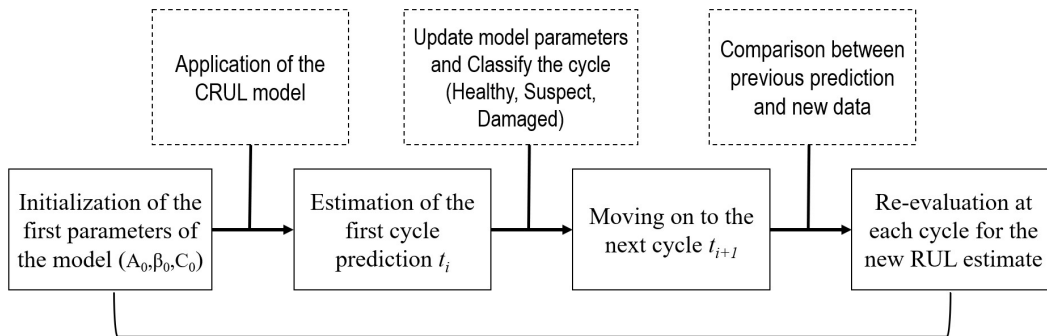 Application of the
CRUL model
Update model parameters
and Classify the cycle
(Healthy, Suspect,
Damaged)
Comparison between
previous prediction
and new data
Initialization of the
first parameters of
the model (A₀,β₀,C₀)
Estimation of the
first cycle
prediction tᵢ
Moving on to the
next cycle tᵢ₊₁
Re-evaluation at
each cycle for the
new RUL estimate